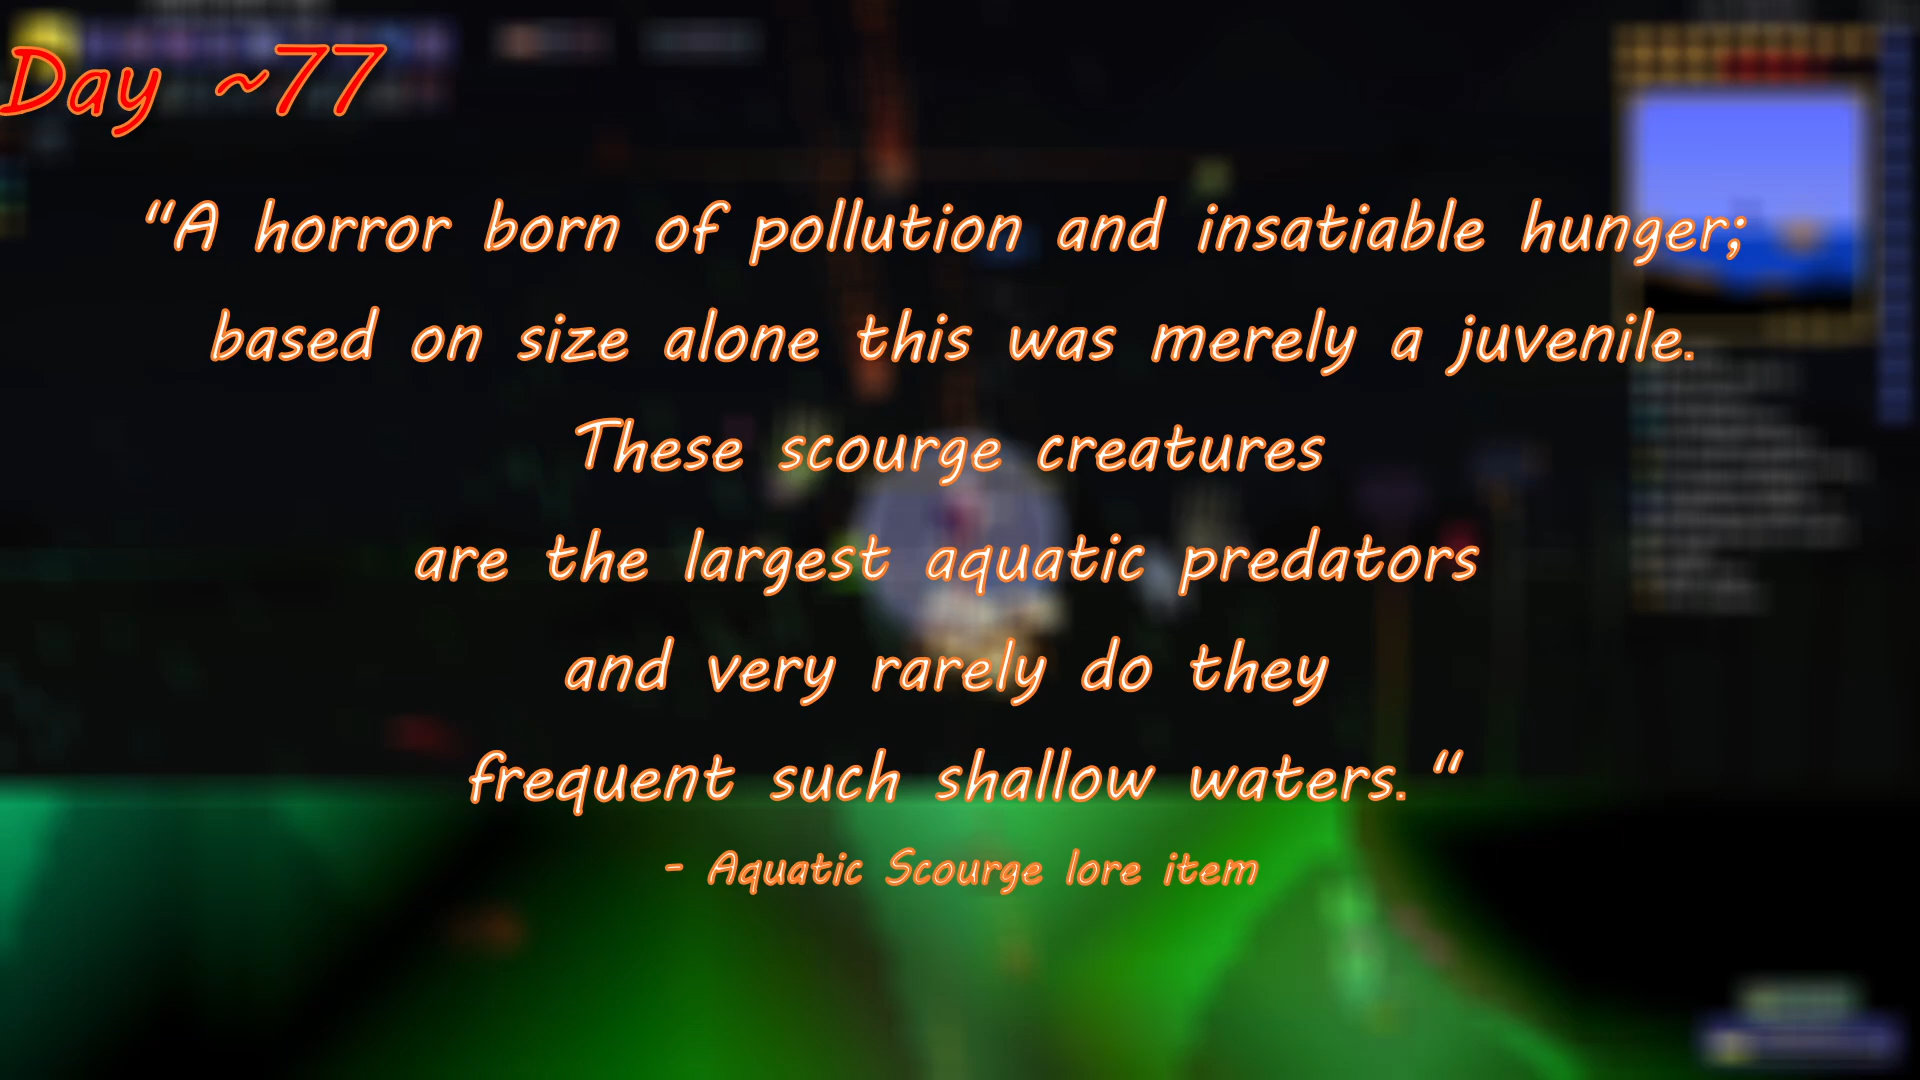 Day ~77
"A horror born of pollution and insatiable hunger;
based on size alone this was merely a juvenile.
These scourge creatures
are the largest aquatic predators
and very rarely do they
frequent such shallow waters. "
- Aquatic Scourge lore item